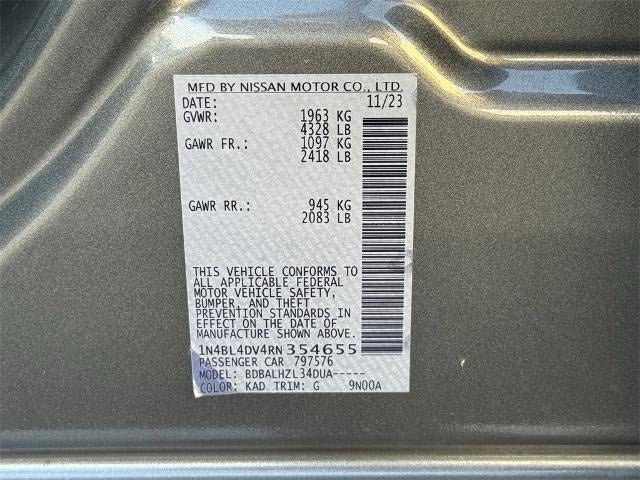 MFD BY NISSAN MOTOR CO., LTD.
DATE: 11/23
GVWR: 1963 KG
4328 LB
GAWR FR.: 1097 KG
2418 LB
GAWR RR.: 945 KG
2083 LB
THIS VEHICLE CONFORMS TO
ALL APPLICABLE FEDERAL
MOTOR VEHICLE SAFETY,
BUMPER, AND THEFT
PREVENTION STANDARDS IN
EFFECT ON THE DATE OF
MANUFACTURE SHOWN ABOVE.
1N4BL4DV4RN354655
PASSENGER CAR 797576
MODEL: BDBALHZL34DUA-----
COLOR: KAD TRIM: G 9N00A